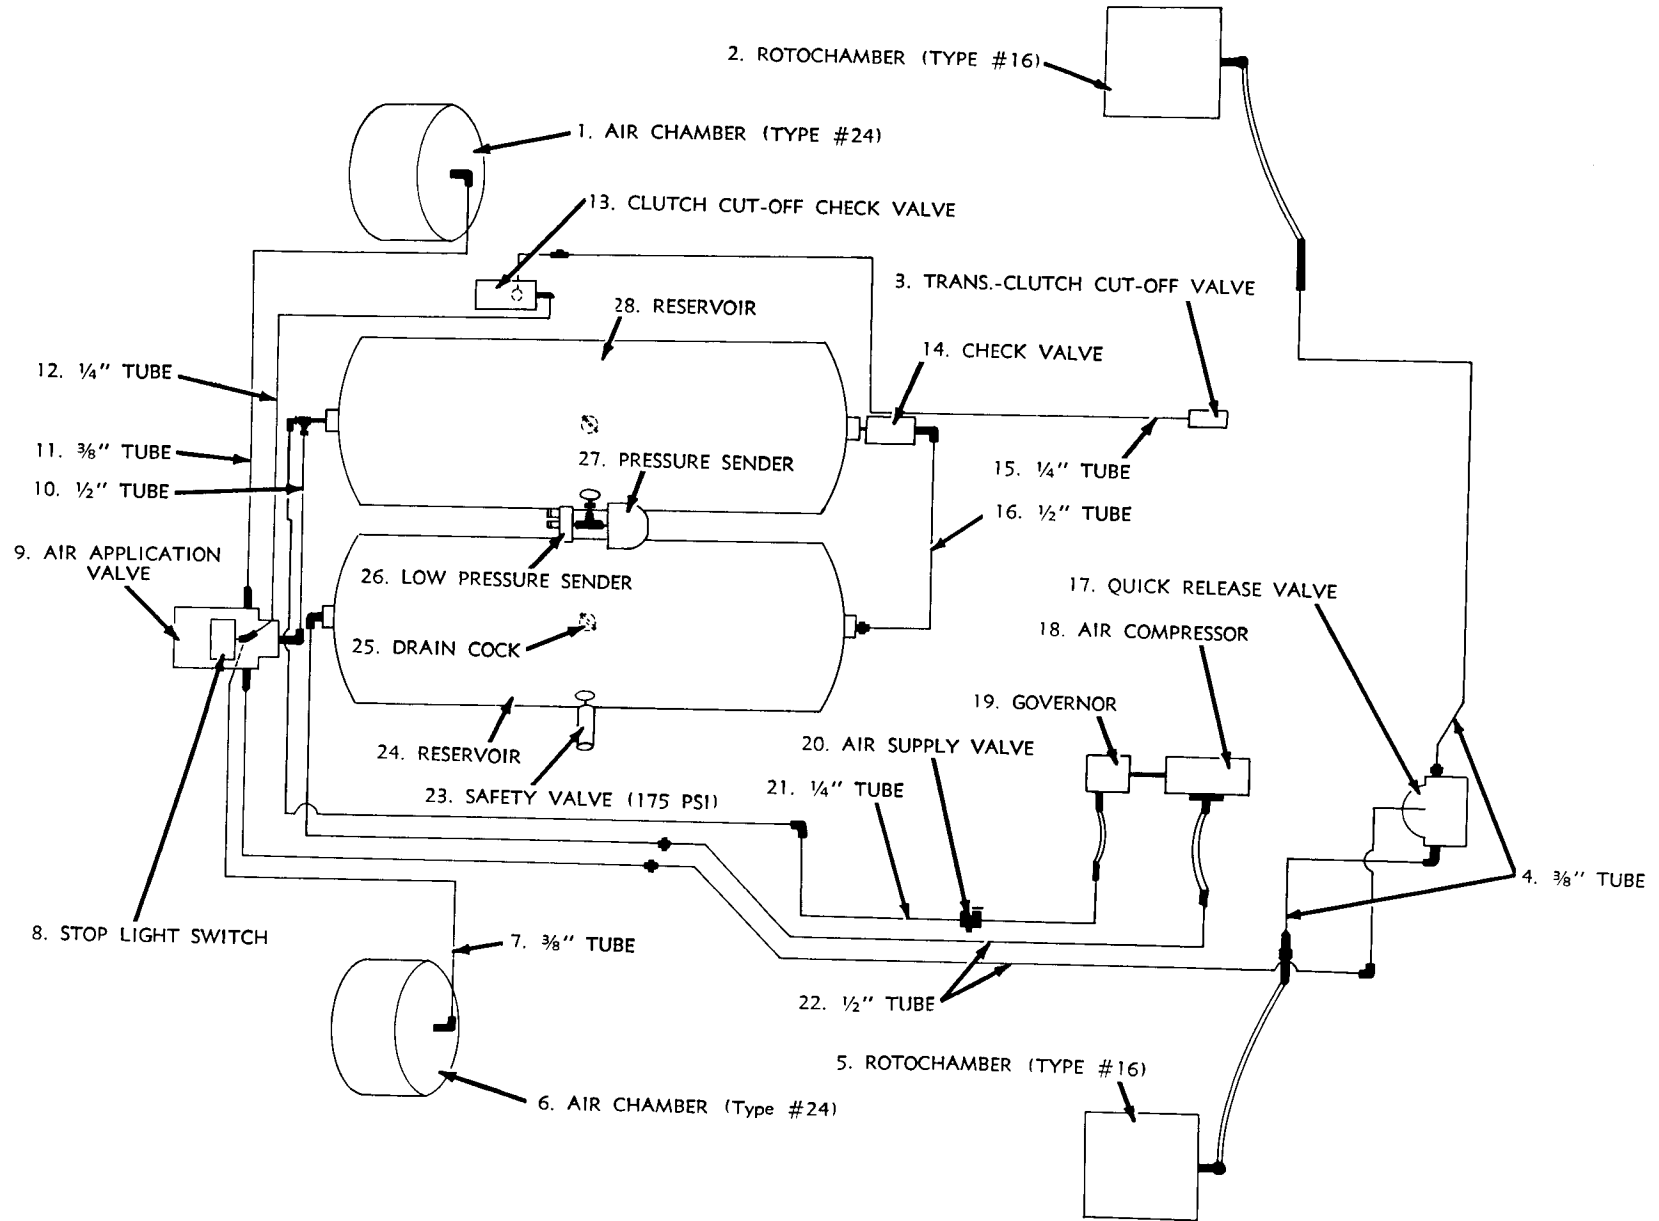 2. ROTOCHAMBER (TYPE #16)
1. AIR CHAMBER (TYPE #24)
13. CLUTCH CUT-OFF CHECK VALVE
3. TRANS.-CLUTCH CUT-OFF VALVE
28. RESERVOIR
14. CHECK VALVE
12. ¼" TUBE
11. ⅜" TUBE
27. PRESSURE SENDER
15. ¼" TUBE
10. ½" TUBE
16. ½" TUBE
9. AIR APPLICATION
VALVE
26. LOW PRESSURE SENDER
17. QUICK RELEASE VALVE
18. AIR COMPRESSOR
25. DRAIN COCK
19. GOVERNOR
24. RESERVOIR
20. AIR SUPPLY VALVE
21. ¼" TUBE
23. SAFETY VALVE (175 PSI)
4. ⅜" TUBE
8. STOP LIGHT SWITCH
7. ⅜" TUBE
22. ½" TUBE
5. ROTOCHAMBER (TYPE #16)
6. AIR CHAMBER (Type #24)